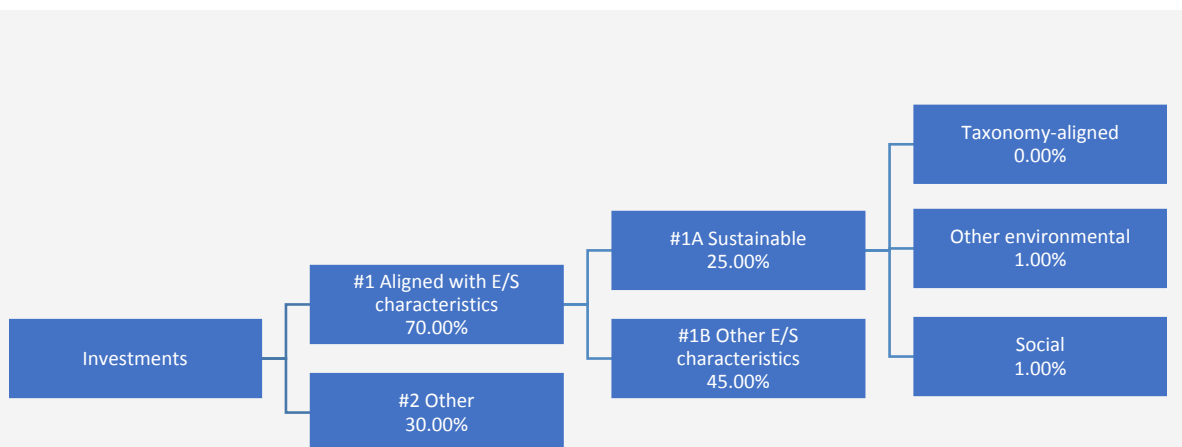 Investments
#1 Aligned with E/S
characteristics
70.00%
#2 Other
30.00%
#1A Sustainable
25.00%
#1B Other E/S
characteristics
45.00%
Taxonomy-aligned
0.00%
Other environmental
1.00%
Social
1.00%